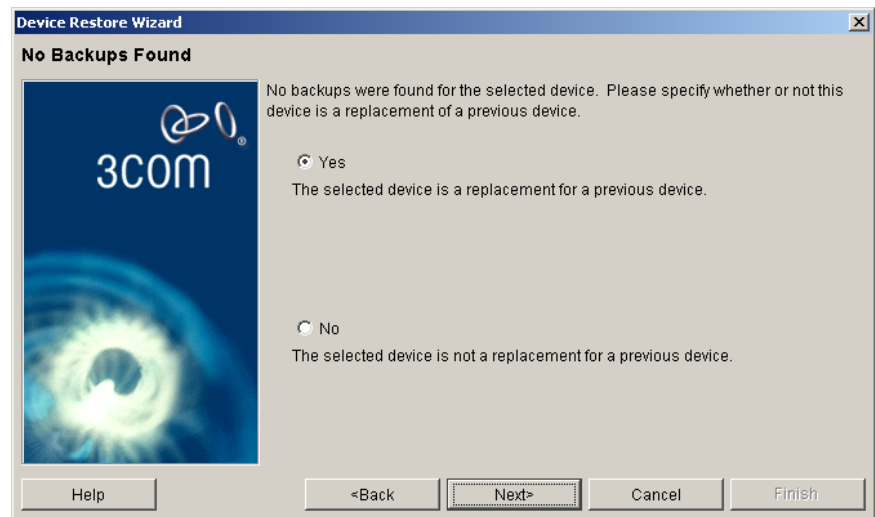 Device Restore Wizard
No Backups Found
3COM
®
No backups were found for the selected device. Please specify whether or not this
device is a replacement of a previous device.
Yes
The selected device is a replacement for a previous device.
No
The selected device is not a replacement for a previous device.
Help
<Back
Next>
Cancel
Finish